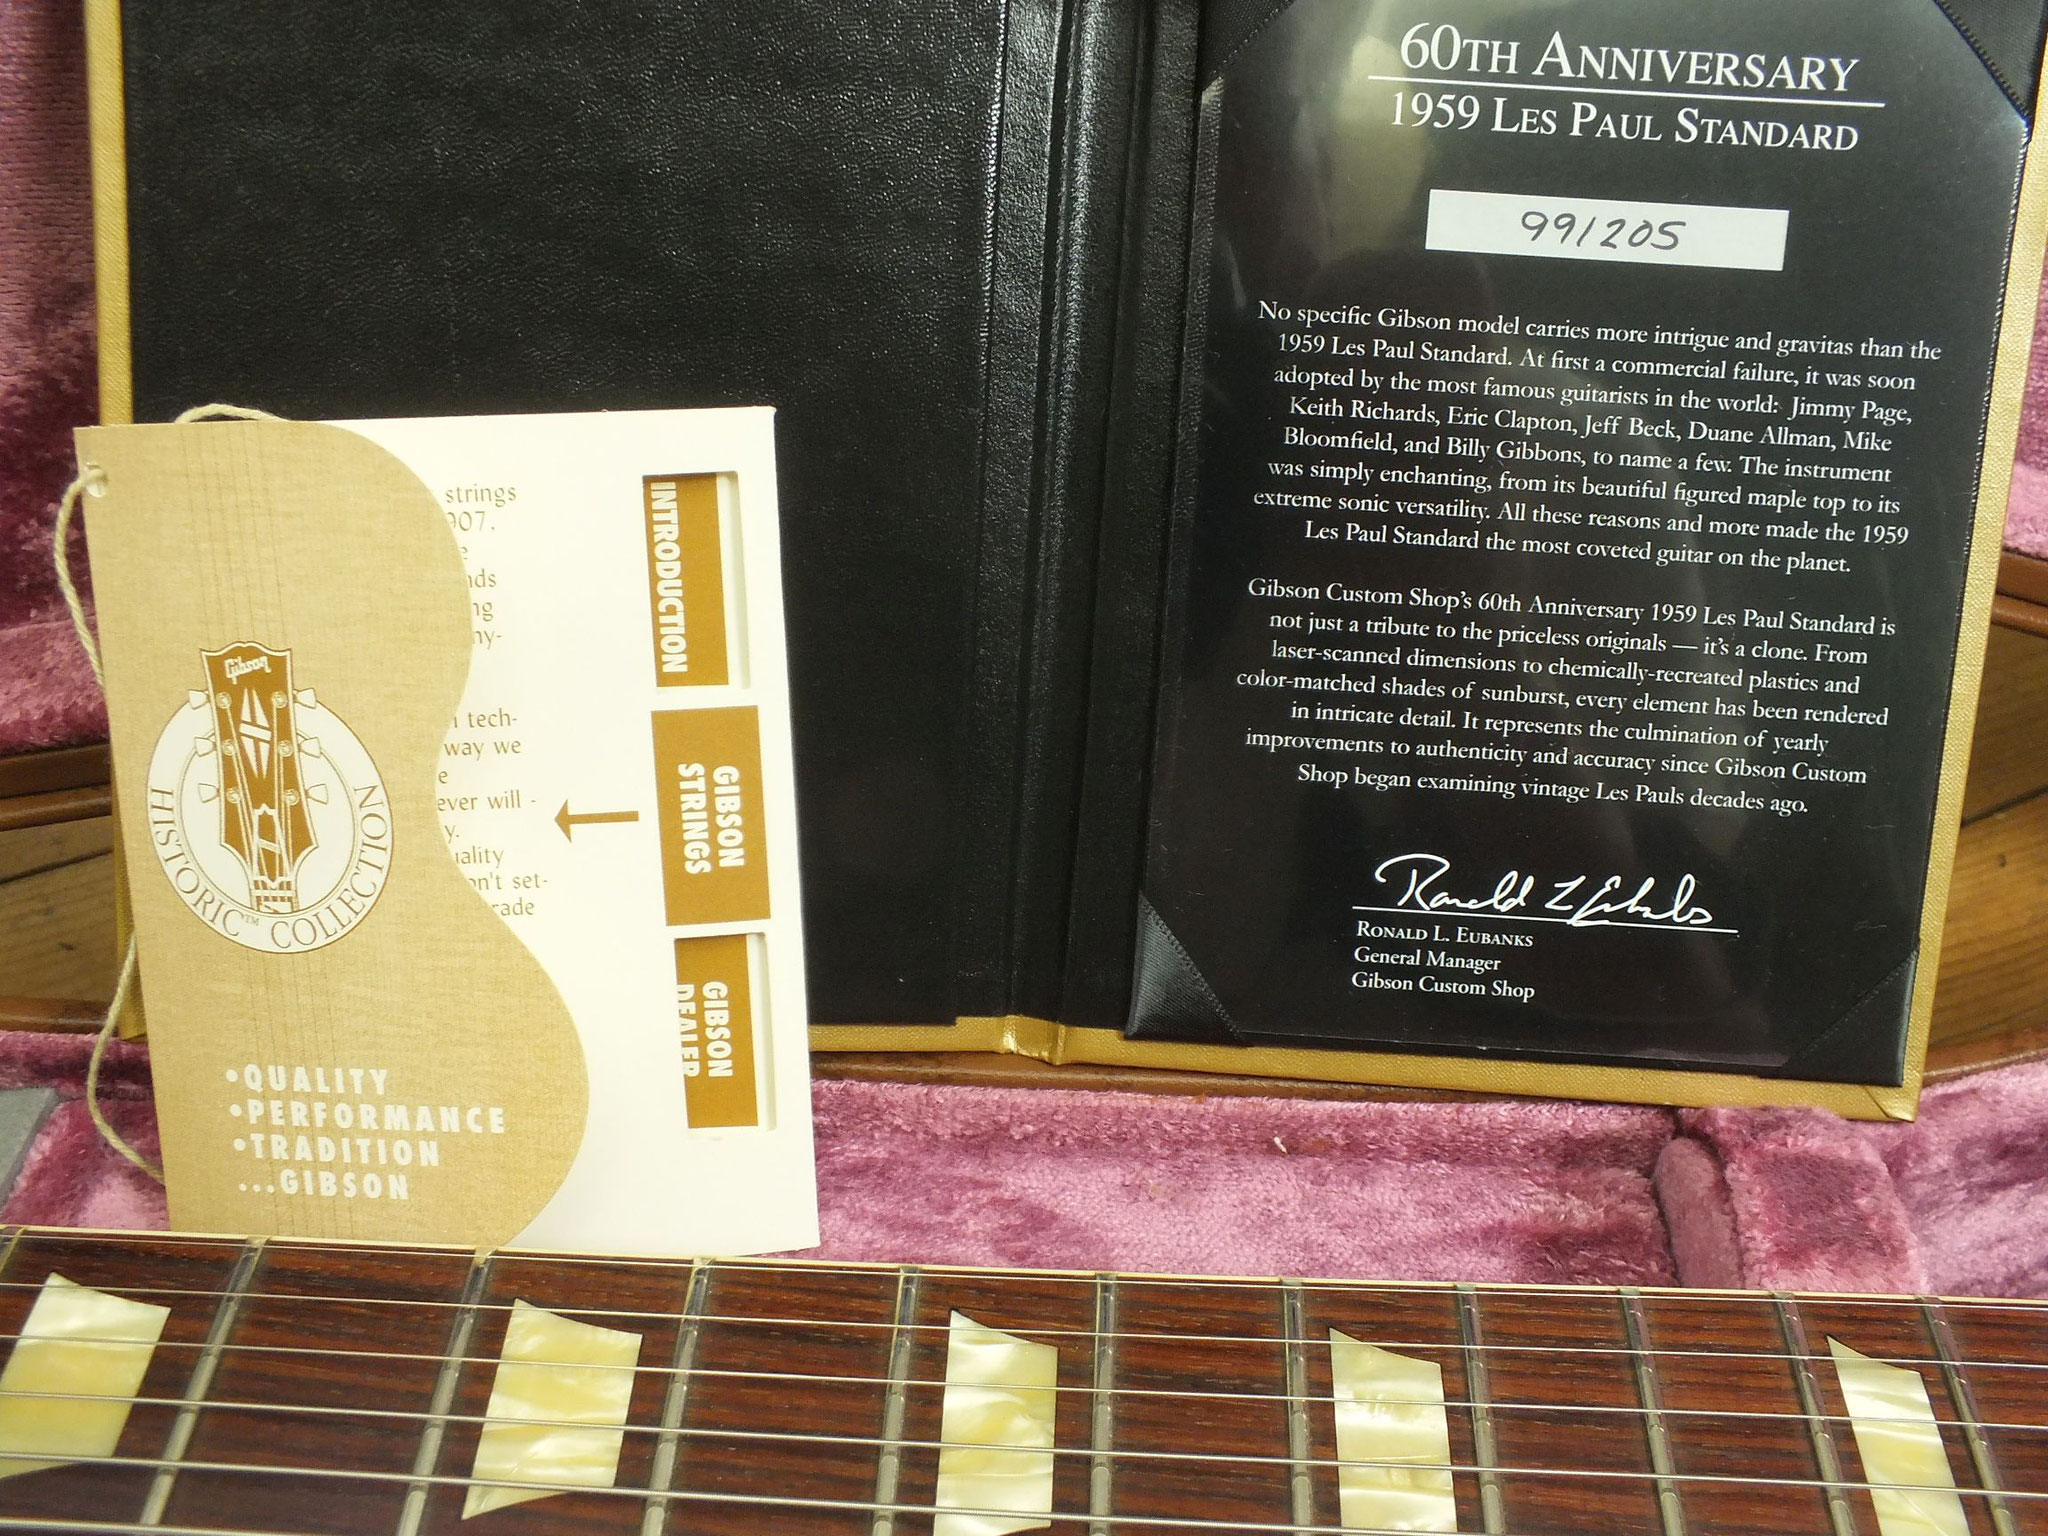 60TH ANNIVERSARY
1959 LES PAUL STANDARD
991205
No specific Gibson model carries more intrigue and gravitas than the
1959 Les Paul Standard. At first a commercial failure, it was soon
adopted by the most famous guitarists in the world: Jimmy Page,
Keith Richards, Eric Clapton, Jeff Beck, Duane Allman, Mike
Bloomfield, and Billy Gibbons, to name a few. The instrument
was simply enchanting, from its beautiful figured maple top to its
extreme sonic versatility. All these reasons and more made the 1959
Les Paul Standard the most coveted guitar on the planet.
Gibson Custom Shop's 60th Anniversary 1959 Les Paul Standard is
not just a tribute to the priceless originals — it's a clone. From
laser-scanned dimensions to chemically-recreated plastics and
color-matched shades of sunburst, every element has been rendered
in intricate detail. It represents the culmination of yearly
improvements to authenticity and accuracy since Gibson Custom
Shop began examining vintage Les Pauls decades ago.
RONALD L. EUBANKS
General Manager
Gibson Custom Shop
strings
907.
tech-
way we
ever will -
on't set-
INTRODUCTION
GIBSON
STRINGS
GIBSON
DEALER
Gibson
HISTORIC™ COLLECTION
•QUALITY
•PERFORMANCE
•TRADITION
...GIBSON